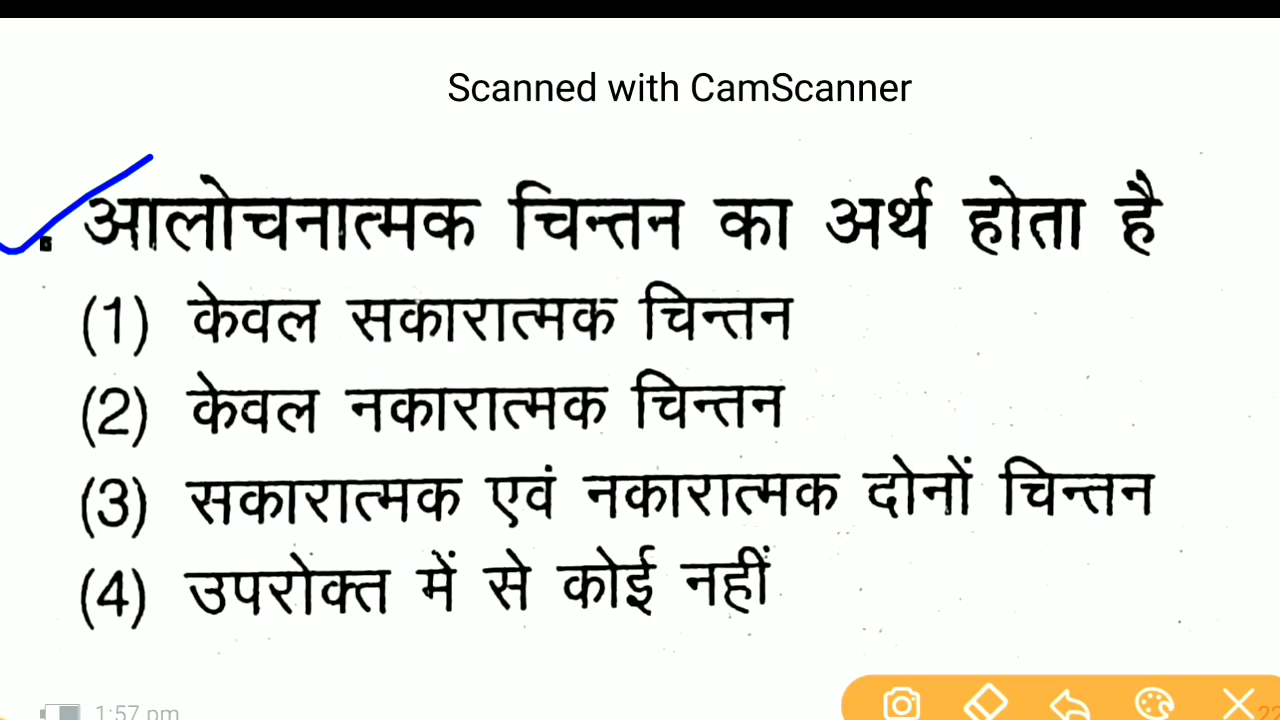 Scanned with CamScanner
आलोचनात्मक चिन्तन का अर्थ होता है
(1) केवल सकारात्मक चिन्तन
(2) केवल नकारात्मक चिन्तन
(3) सकारात्मक एवं नकारात्मक दोनों चिन्तन
(4) उपरोक्त में से कोई नहीं
1:57 pm